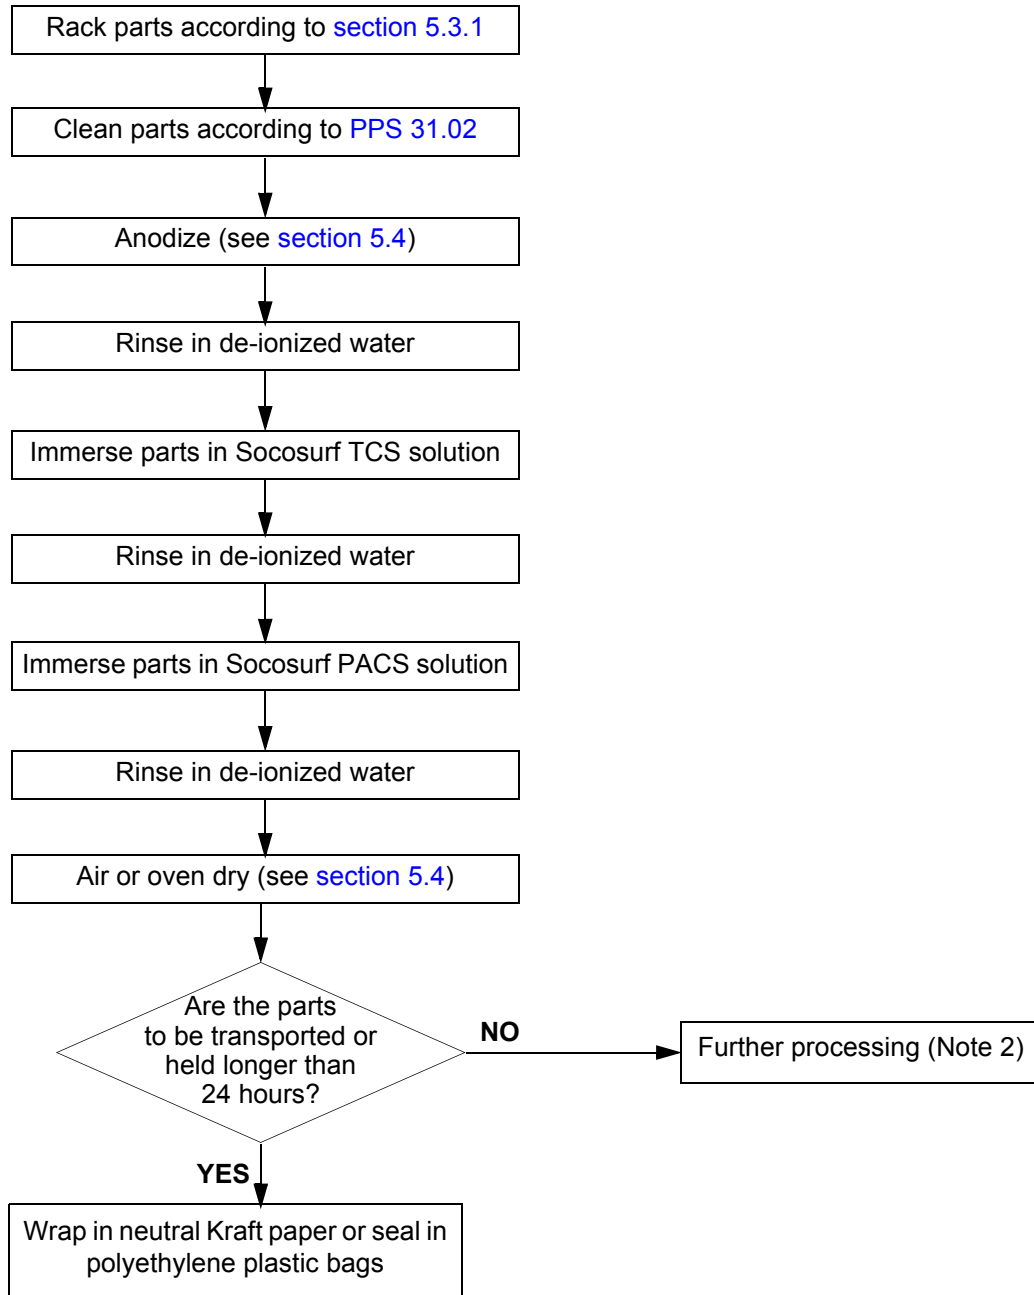 Rack parts according to section 5.3.1
Clean parts according to PPS 31.02
Anodize (see section 5.4)
Rinse in de-ionized water
Immerse parts in Socosurf TCS solution
Rinse in de-ionized water
Immerse parts in Socosurf PACS solution
Rinse in de-ionized water
Air or oven dry (see section 5.4)
Are the parts
to be transported or
held longer than
24 hours?
NO
Further processing (Note 2)
YES
Wrap in neutral Kraft paper or seal in
polyethylene plastic bags